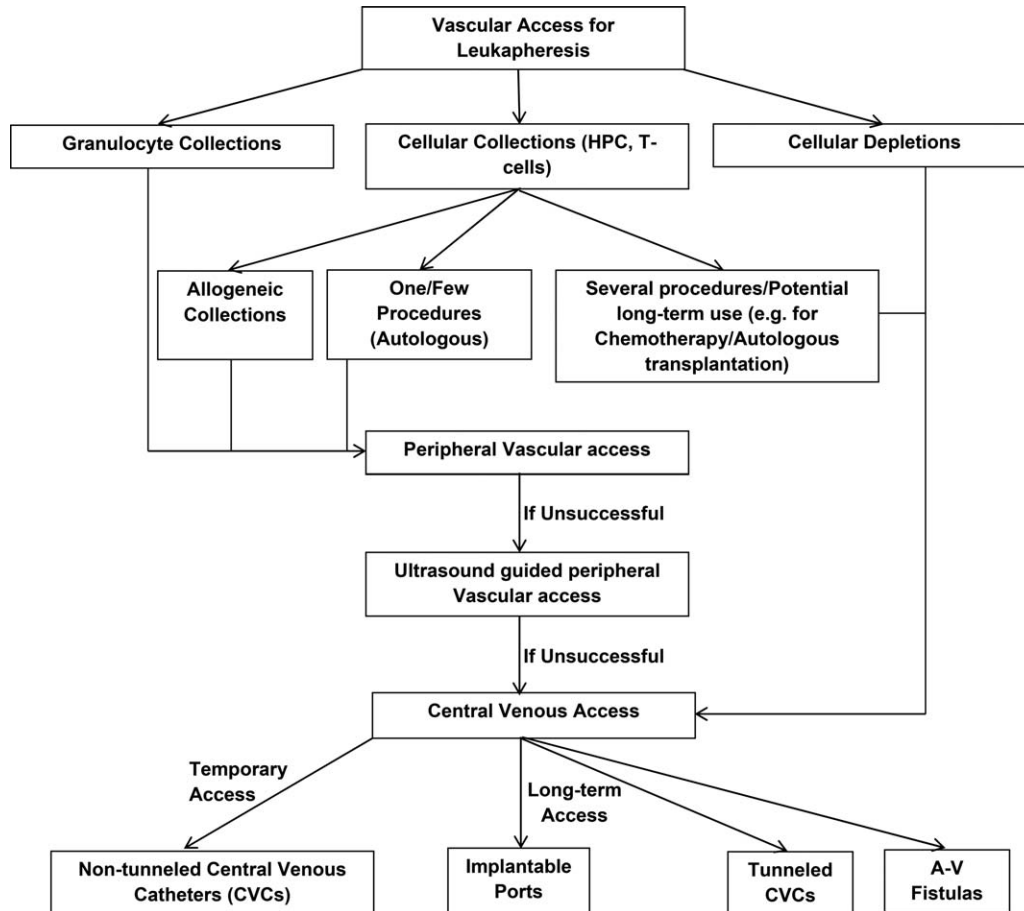 Vascular Access for
Leukapheresis
Granulocyte Collections
Cellular Collections (HPC, T-
cells)
Cellular Depletions
Allogeneic
Collections
One/Few
Procedures
(Autologous)
Several procedures/Potential
long-term use (e.g. for
Chemotherapy/Autologous
transplantation)
Peripheral Vascular access
If Unsuccessful
Ultrasound guided peripheral
Vascular access
If Unsuccessful
Central Venous Access
Temporary
Access
Long-term
Access
Non-tunneled Central Venous
Catheters (CVCs)
Implantable
Ports
Tunneled
CVCs
A-V
Fistulas